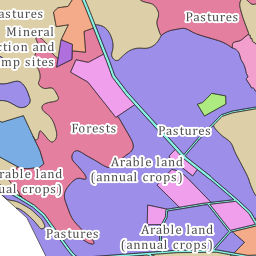 Pastures
Pastures
Mineral
ction and
mp sites
Forests
Pastures
Arable land
(annual crops)
rable land
ual crops)
Pastures
Arable land
(annual crops)